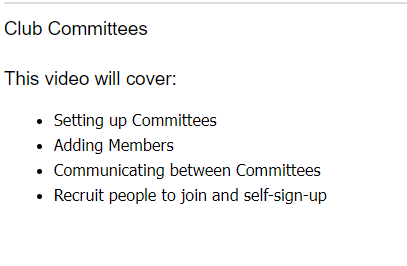 Club Committees
This video will cover:
• Setting up Committees
• Adding Members
• Communicating between Committees
• Recruit people to join and self-sign-up